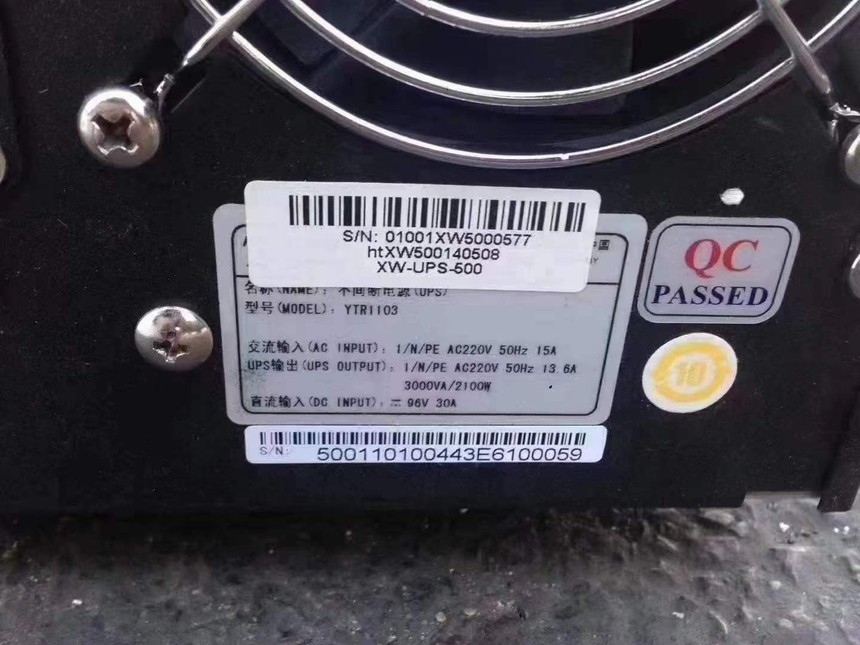 S/N: 01001XW5000577
htXW500140508
XW-UPS-500
名称(NAME): 不间断电源(UPS)
型号(MODEL): YTR1103
交流输入(AC INPUT): 1/N/PE AC220V 50Hz 15A
UPS输出(UPS OUTPUT): 1/N/PE AC220V 50Hz 13.6A
3000VA/2100W
直流输入(DC INPUT): ⎓ 96V 30A
S/N: 500110100443E6100059
QC
PASSED
10